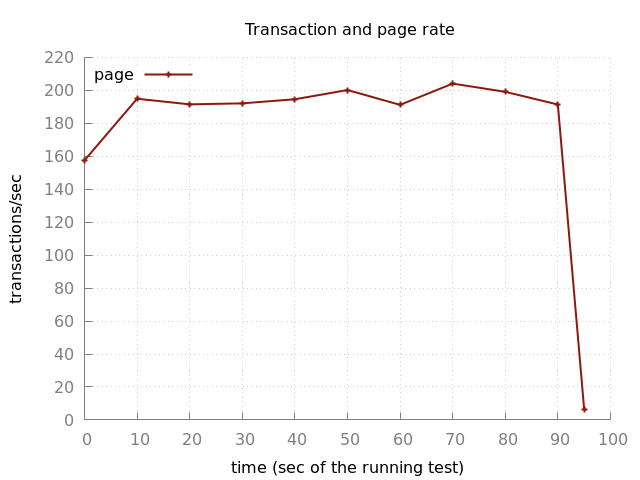 Transaction and page rate
220
page
200
180
160
140
120
100
80
60
40
20
0
0 10 20 30 40 50 60 70 80 90 100
transactions/sec
time (sec of the running test)